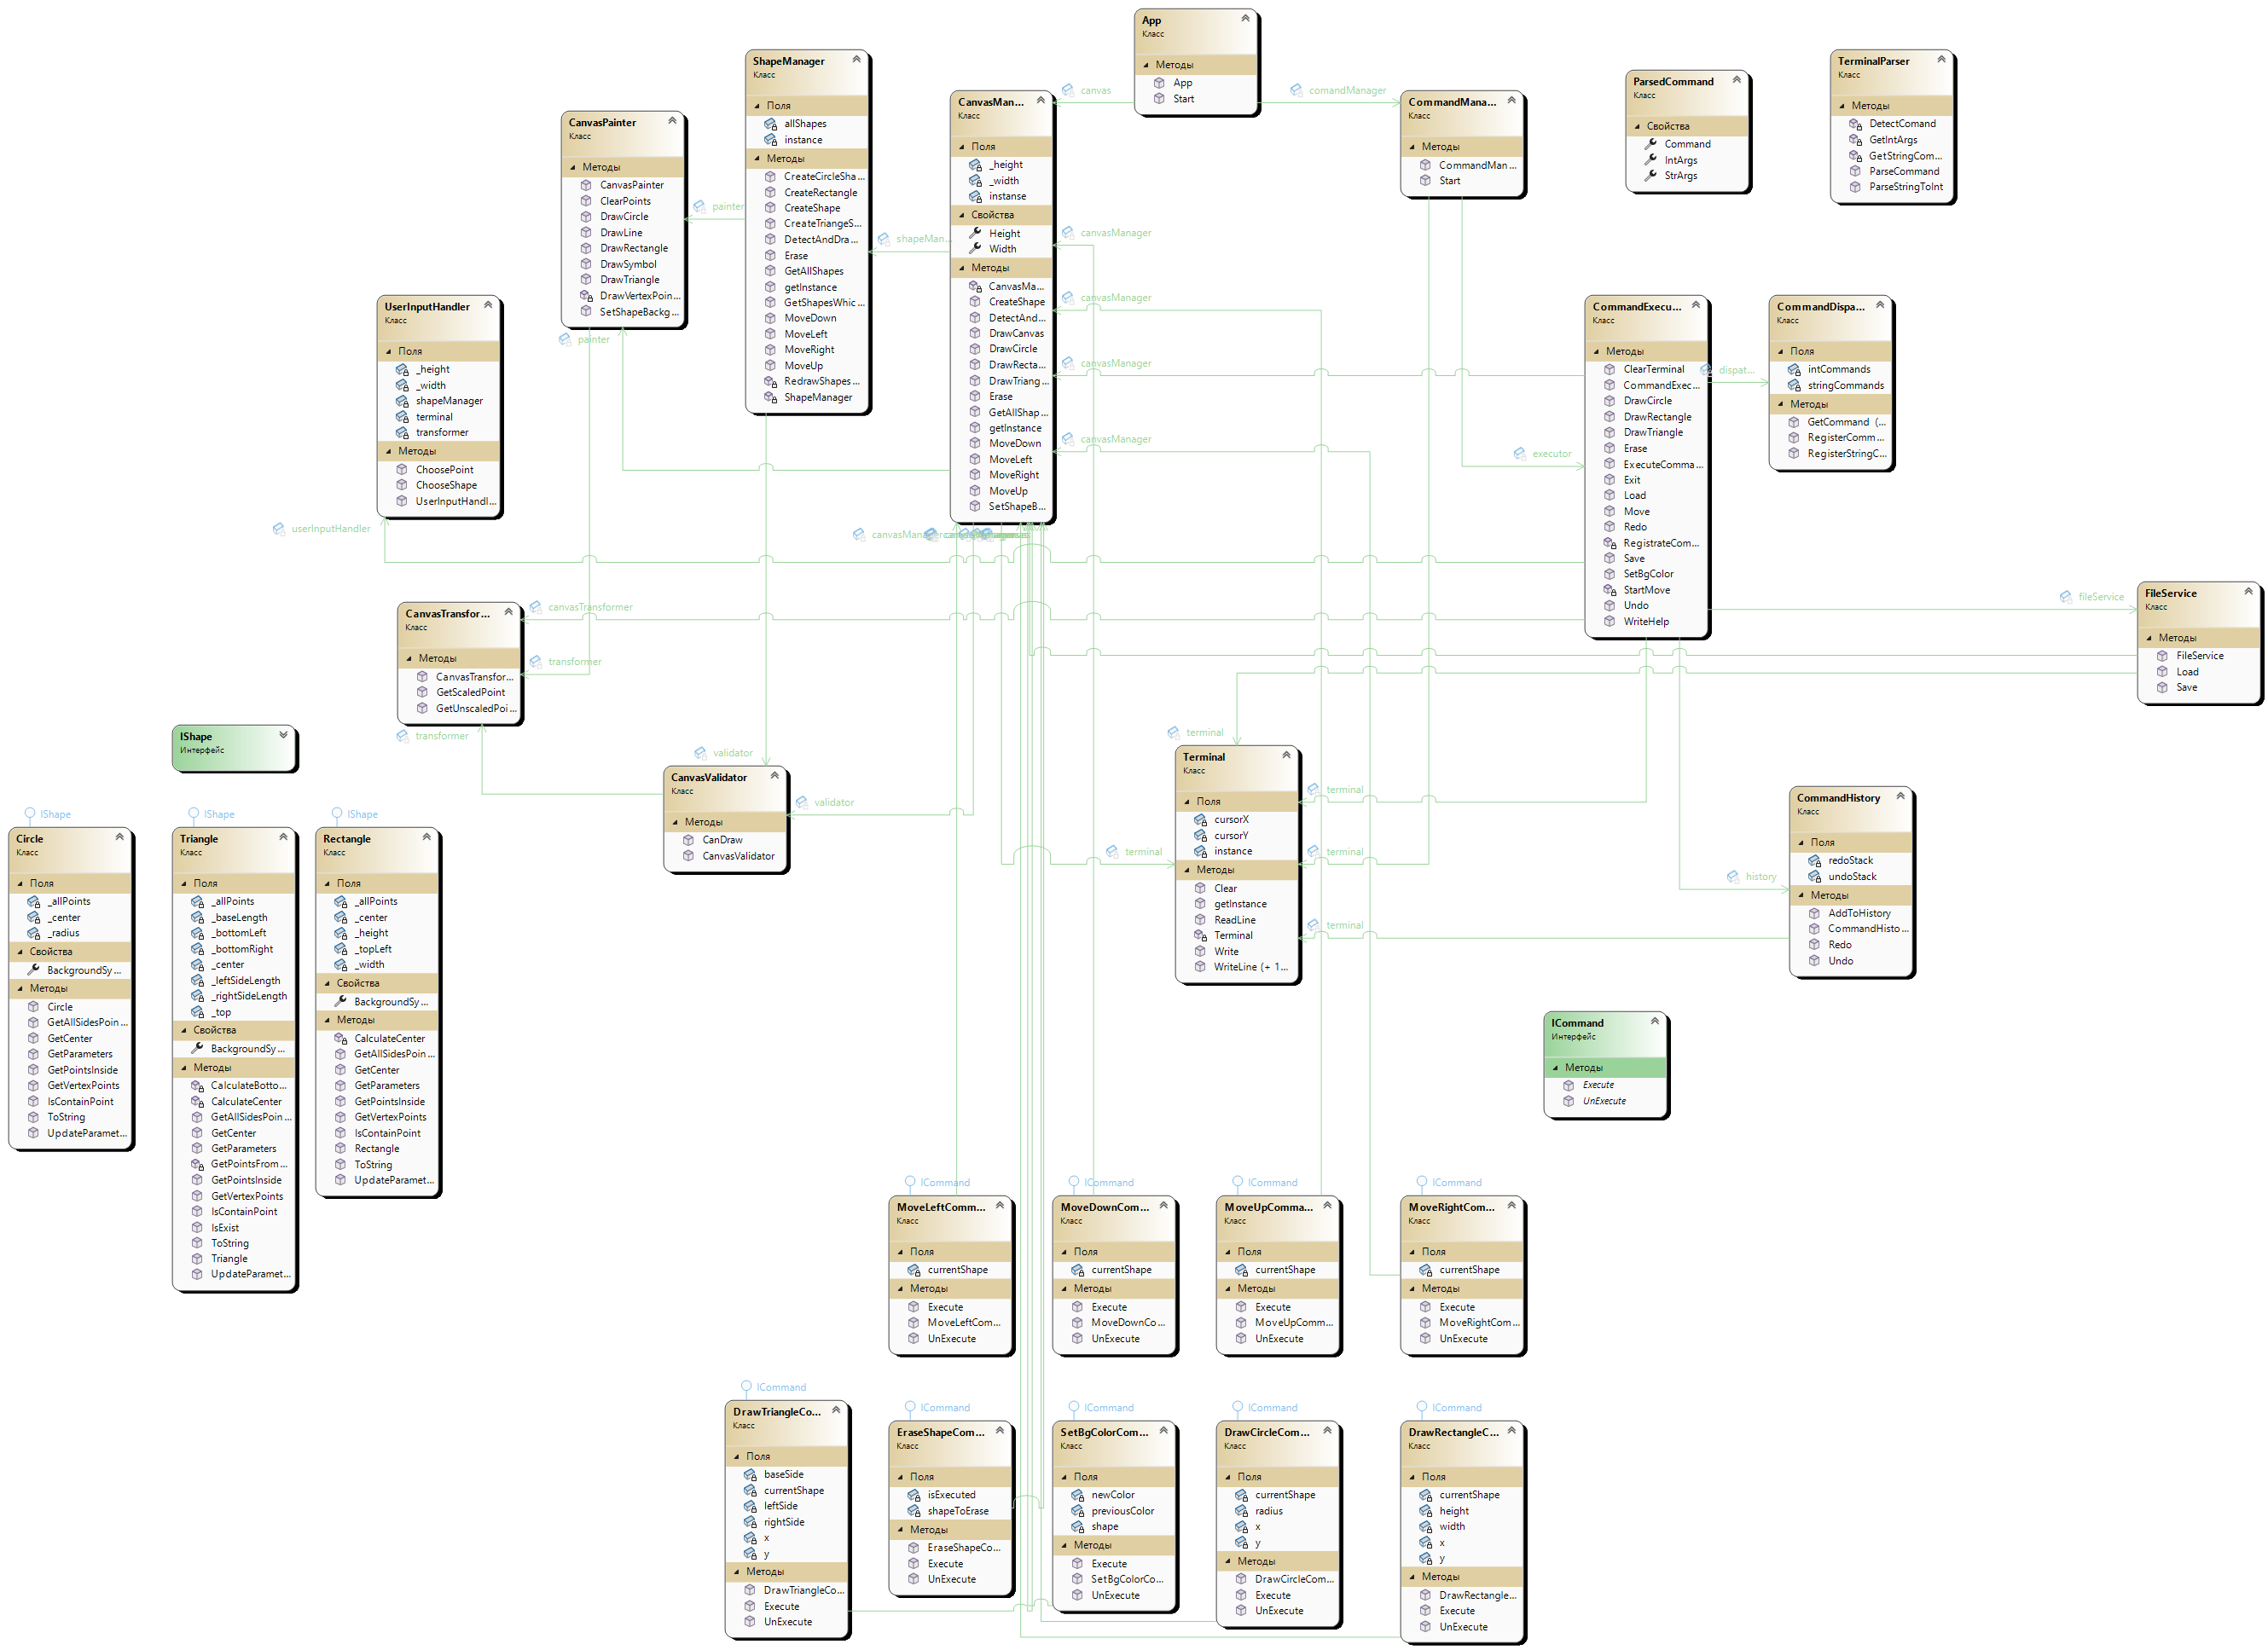 App
Класс
Методы
App
Start
canvas
comandManager
ShapeManager
Класс
Поля
allShapes
instance
Методы
CreateCircleSha...
CreateRectangle
CreateShape
CreateTriangeS...
DetectAndDra...
Erase
GetAllShapes
getInstance
GetShapesWhic...
MoveDown
MoveLeft
MoveRight
MoveUp
RedrawShapes...
ShapeManager
CanvasMan...
Класс
Поля
_height
_width
instanse
Свойства
Height
Width
Методы
CanvasMa...
CreateShape
DetectAnd...
DrawCanvas
DrawCircle
DrawRecta...
DrawTriang...
Erase
GetAllShap...
getInstance
MoveDown
MoveLeft
MoveRight
MoveUp
SetShapeB...
CommandMana...
Класс
Методы
CommandMan...
Start
ParsedCommand
Класс
Свойства
Command
IntArgs
StrArgs
TerminalParser
Класс
Методы
DetectComand
GetIntArgs
GetStringCom...
ParseCommand
ParseStringToInt
CanvasPainter
Класс
Методы
CanvasPainter
ClearPoints
DrawCircle
DrawLine
DrawRectangle
DrawSymbol
DrawTriangle
DrawVertexPoin...
SetShapeBackg...
painter
shapeMan...
canvasManager
canvasManager
canvasManager
canvasManager
painter
UserInputHandler
Класс
Поля
_height
_width
shapeManager
terminal
transformer
Методы
ChoosePoint
ChooseShape
UserInputHandl...
userInputHandler
CommandExecu...
Класс
Методы
ClearTerminal
CommandExec...
DrawCircle
DrawRectangle
DrawTriangle
Erase
ExecuteComma...
Exit
Load
Move
Redo
RegistrateCom...
Save
SetBgColor
StartMove
Undo
WriteHelp
dispat...
executor
CommandDispa...
Класс
Поля
intCommands
stringCommands
Методы
GetCommand (...
RegisterComm...
RegisterStringC...
canvasManager
CanvasTransfor...
Класс
Методы
CanvasTransfor...
GetScaledPoint
GetUnscaledPoi...
canvasTransformer
transformer
transformer
fileService
FileService
Класс
Методы
FileService
Load
Save
IShape
Интерфейс
validator
CanvasValidator
Класс
Методы
CanDraw
CanvasValidator
validator
terminal
Terminal
Класс
Поля
cursorX
cursorY
instance
Методы
Clear
getInstance
ReadLine
Terminal
Write
WriteLine (+ 1...
terminal
terminal
terminal
terminal
history
CommandHistory
Класс
Поля
redoStack
undoStack
Методы
AddToHistory
CommandHisto...
Redo
Undo
IShape
Circle
Класс
Поля
_allPoints
_center
_radius
Свойства
BackgroundSy...
Методы
Circle
GetAllSidesPoin...
GetCenter
GetParameters
GetPointsInside
GetVertexPoints
IsContainPoint
ToString
UpdateParamet...
IShape
Triangle
Класс
Поля
_allPoints
_baseLength
_bottomLeft
_bottomRight
_center
_leftSideLength
_rightSideLength
_top
Свойства
BackgroundSy...
Методы
CalculateBotto...
CalculateCenter
GetAllSidesPoin...
GetCenter
GetParameters
GetPointsFrom...
GetPointsInside
GetVertexPoints
IsContainPoint
IsExist
ToString
Triangle
UpdateParamet...
IShape
Rectangle
Класс
Поля
_allPoints
_center
_height
_topLeft
_width
Свойства
BackgroundSy...
Методы
CalculateCenter
GetAllSidesPoin...
GetCenter
GetParameters
GetPointsInside
GetVertexPoints
IsContainPoint
Rectangle
ToString
UpdateParamet...
ICommand
Интерфейс
Методы
Execute
UnExecute
ICommand
MoveLeftComm...
Класс
Поля
currentShape
Методы
Execute
MoveLeftCom...
UnExecute
ICommand
MoveDownCom...
Класс
Поля
currentShape
Методы
Execute
MoveDownCo...
UnExecute
ICommand
MoveUpComma...
Класс
Поля
currentShape
Методы
Execute
MoveUpComm...
UnExecute
ICommand
MoveRightCom...
Класс
Поля
currentShape
Методы
Execute
MoveRightCom...
UnExecute
ICommand
DrawTriangleCo...
Класс
Поля
baseSide
currentShape
leftSide
rightSide
x
y
Методы
DrawTriangleCo...
Execute
UnExecute
ICommand
EraseShapeCom...
Класс
Поля
isExecuted
shapeToErase
Методы
EraseShapeCo...
Execute
UnExecute
ICommand
SetBgColorCom...
Класс
Поля
newColor
previousColor
shape
Методы
Execute
SetBgColorCo...
UnExecute
ICommand
DrawCircleCom...
Класс
Поля
currentShape
radius
x
y
Методы
DrawCircleCom...
Execute
UnExecute
ICommand
DrawRectangleC...
Класс
Поля
currentShape
height
width
x
y
Методы
DrawRectangle...
Execute
UnExecute